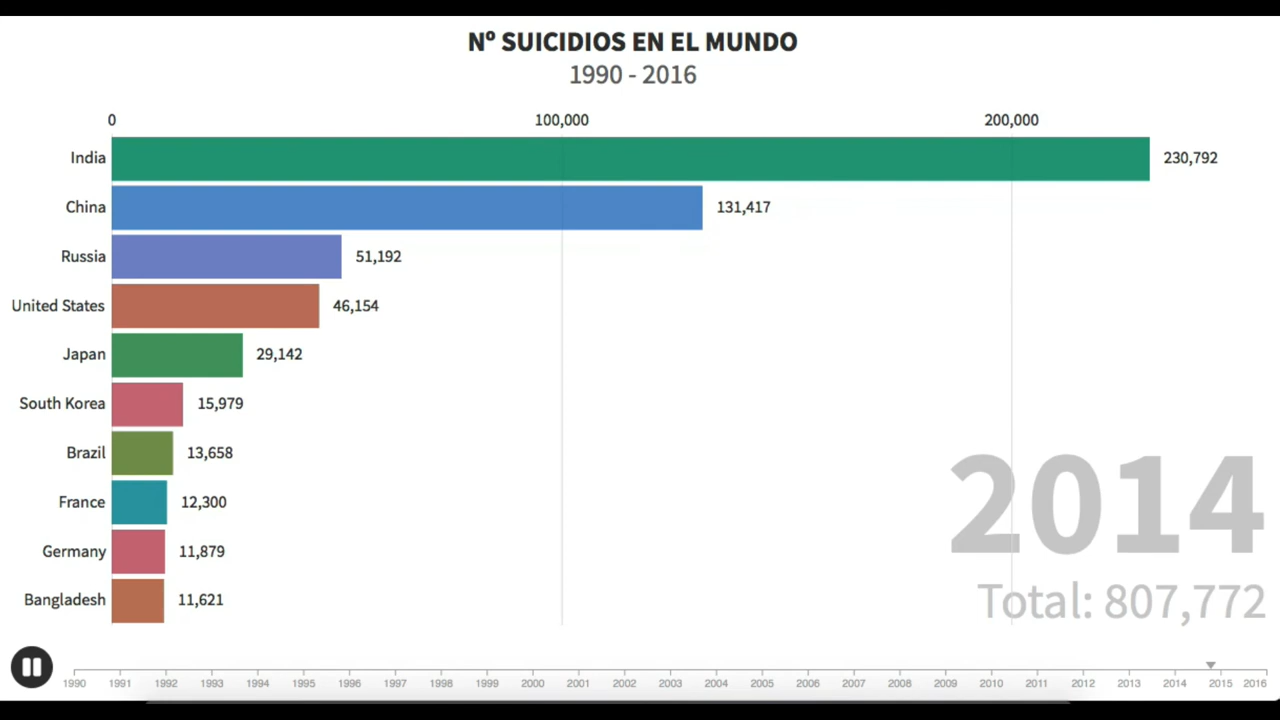 Nº SUICIDIOS EN EL MUNDO
1990 - 2016
0 100,000 200,000
India 230,792
China 131,417
Russia 51,192
United States 46,154
Japan 29,142
South Korea 15,979
Brazil 13,658
France 12,300
Germany 11,879
Bangladesh 11,621
2014
Total: 807,772
1990 1991 1992 1993 1994 1995 1996 1997 1998 1999 2000 2001 2002 2003 2004 2005 2006 2007 2008 2009 2010 2011 2012 2013 2014 2015 2016